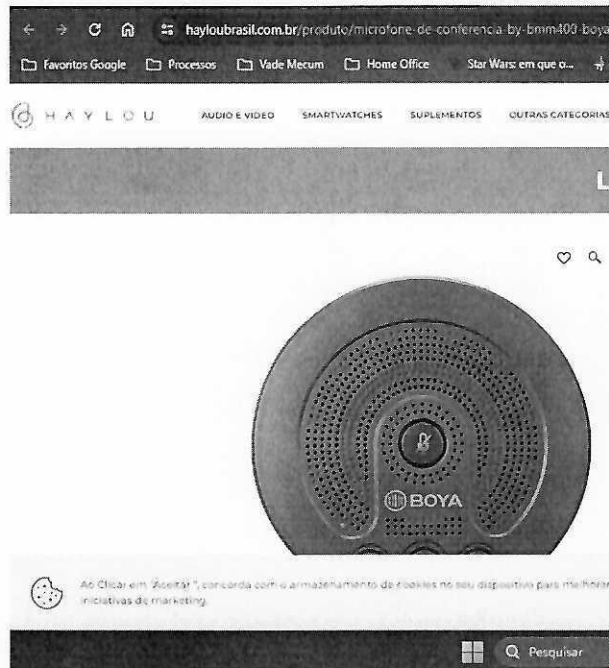 hayloubrasil.com.br/produto/microfone-de-conferencia-by-bmm400-boya
Favoritos Google Processos Vade Mecum Home Office Star Wars: em que o...
HAYLOU AUDIO E VIDEO SMARTWATCHES SUPLEMENTOS OUTRAS CATEGORIAS
L
BOYA
Ao Clicar em "Aceitar", concorda com o armazenamento de cookies no seu dispositivo para melhorar
iniciativas de marketing.
Pesquisar